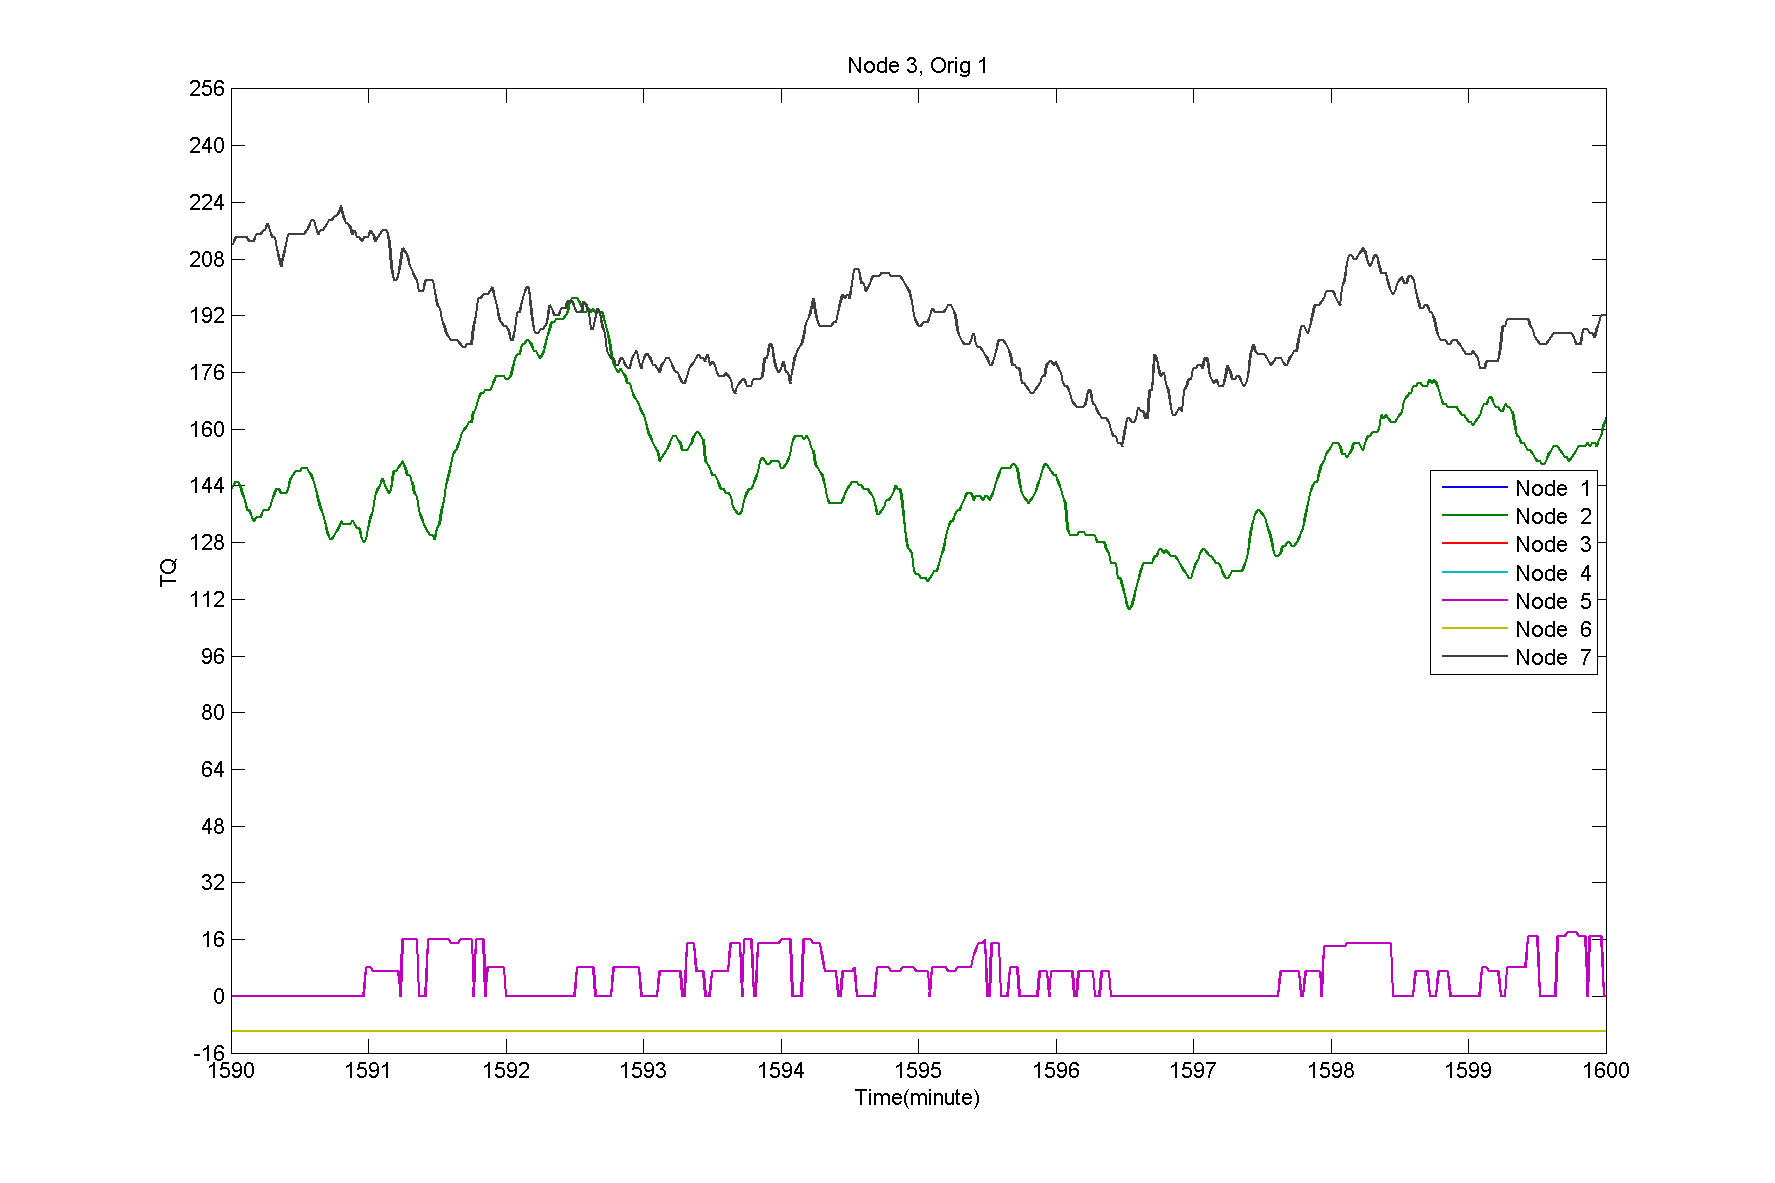 Node 3, Orig 1
256
240
224
208
192
176
160
144
128
112
96
80
64
48
32
16
0
-16
TQ
Node 1
Node 2
Node 3
Node 4
Node 5
Node 6
Node 7
1590 1591 1592 1593 1594 1595 1596 1597 1598 1599 1600
Time(minute)